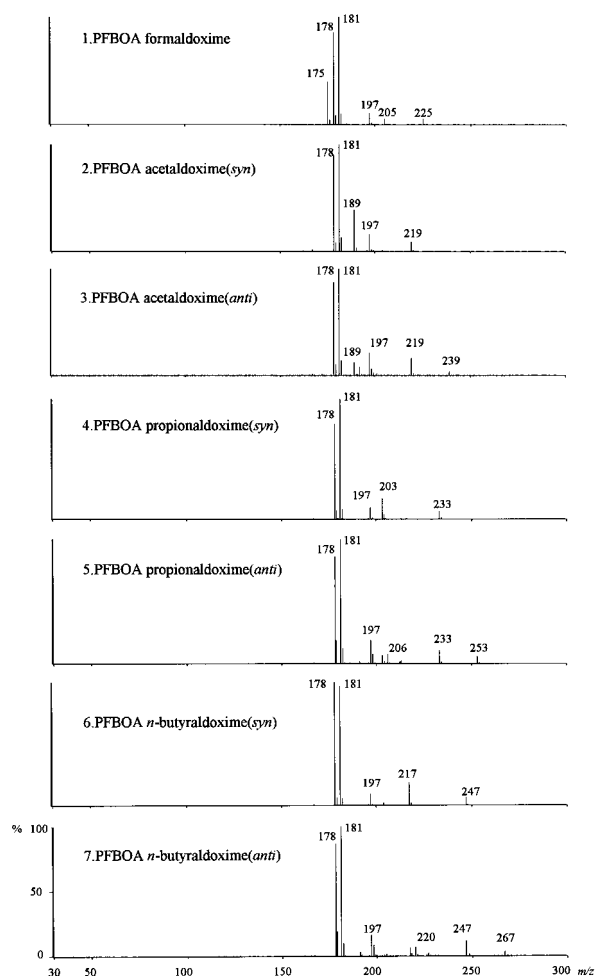 178 181
1.PFBOA formaldoxime
175
197
205 225
181
178
2.PFBOA acetaldoxime(syn)
189
197 219
178 181
3.PFBOA acetaldoxime(anti)
189 197 219
239
181
178
4.PFBOA propionaldoxime(syn)
197 203
233
181
178
5.PFBOA propionaldoxime(anti)
197
206 233 253
178 181
6.PFBOA n-butyraldoxime(syn)
197 217
247
% 100
178 181
7.PFBOA n-butyraldoxime(anti)
50
197 220 247 267
0
30 50 100 150 200 250 300 m/z